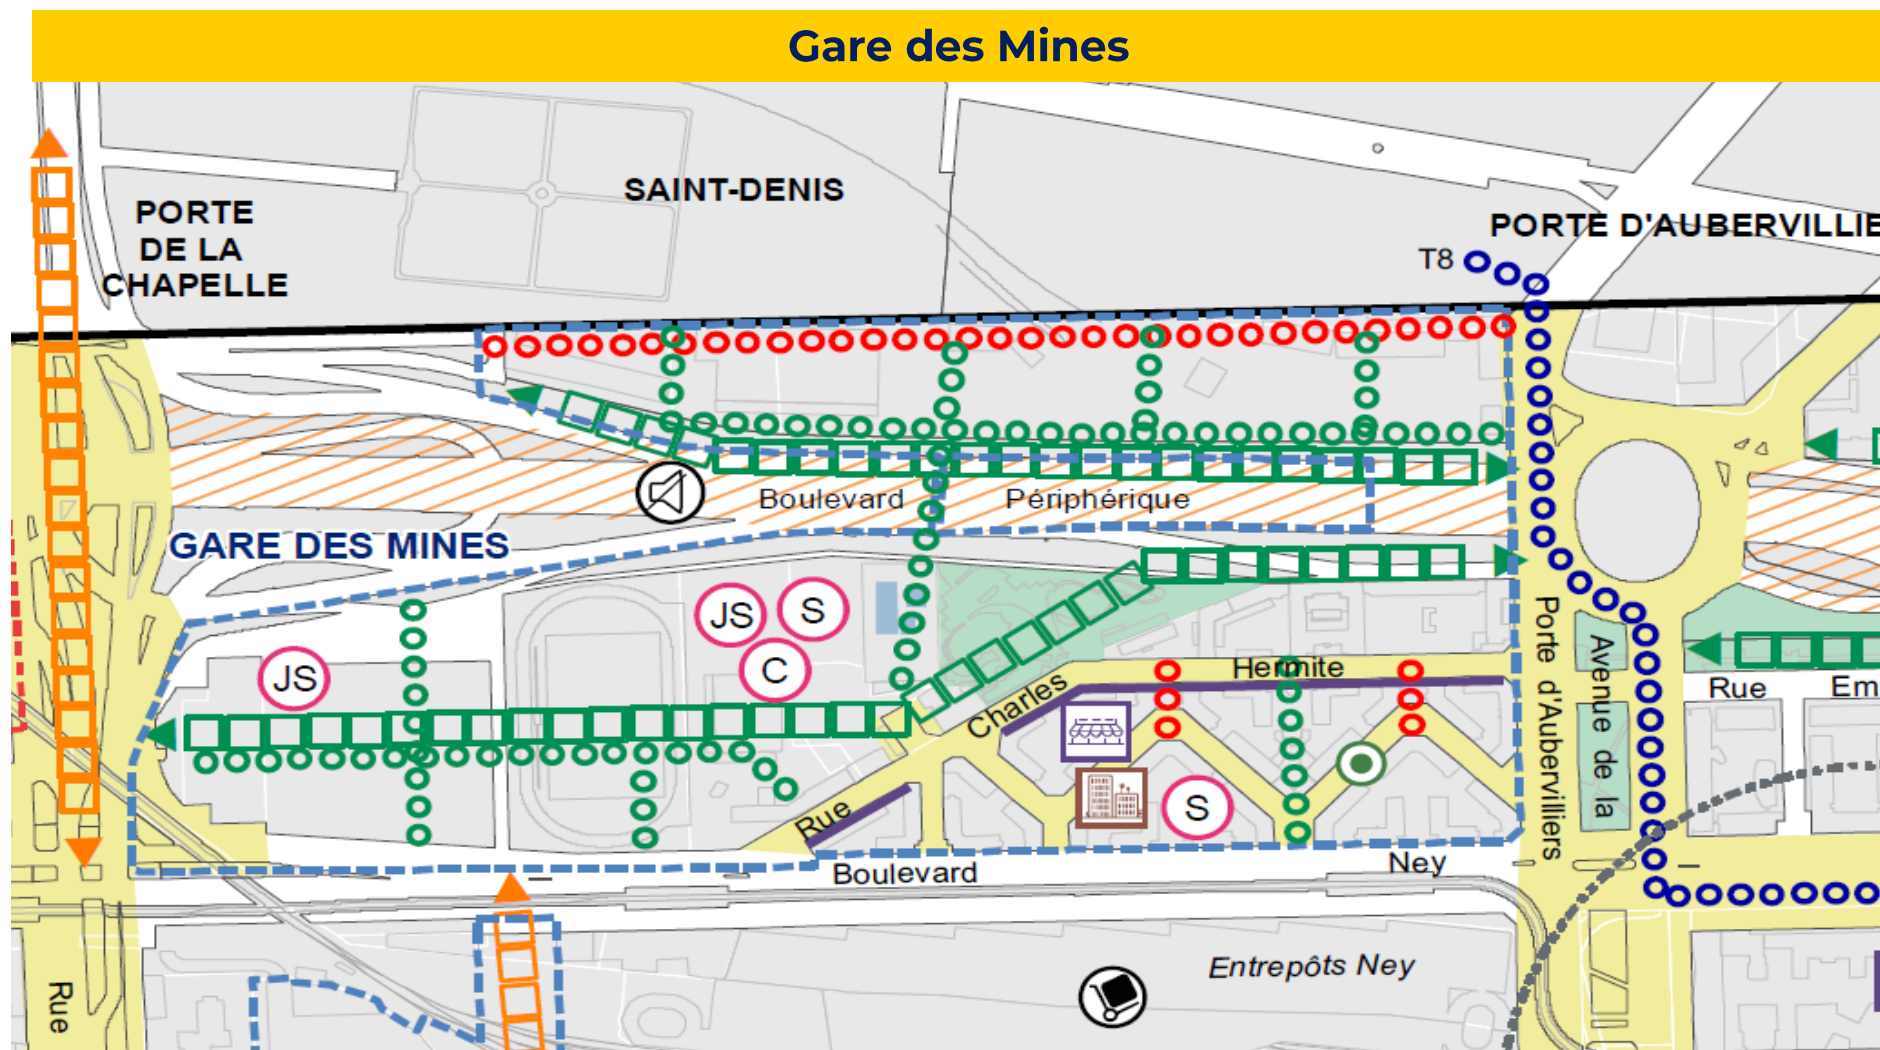 Gare des Mines
SAINT-DENIS
PORTE
DE LA
CHAPELLE
PORTE D'AUBERVILLIE
T8
Boulevard
Périphérique
GARE DES MINES
JS
S
C
JS
Hermite
Charles
Rue
S
Porte d'Aubervilliers
Avenue de la
Rue
Em
Boulevard
Ney
Entrepôts Ney
Rue